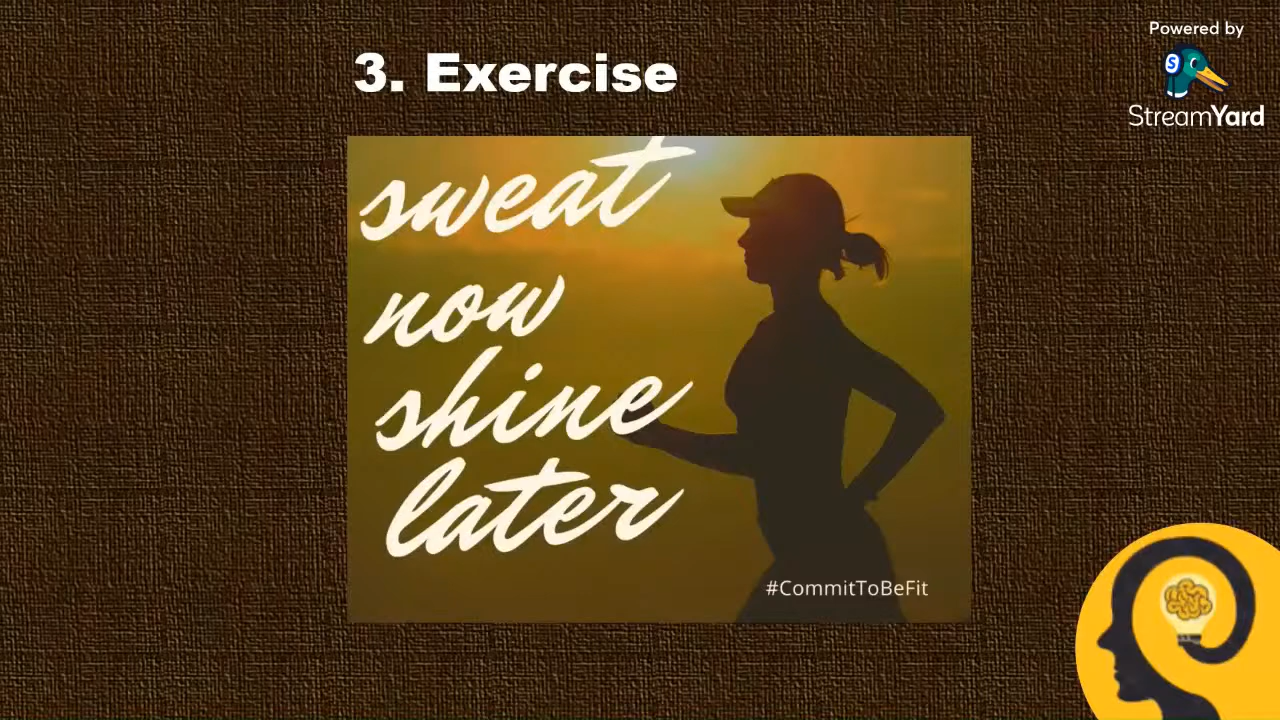 Powered by
StreamYard
3. Exercise
sweat
now
shine
later
#CommitToBeFit